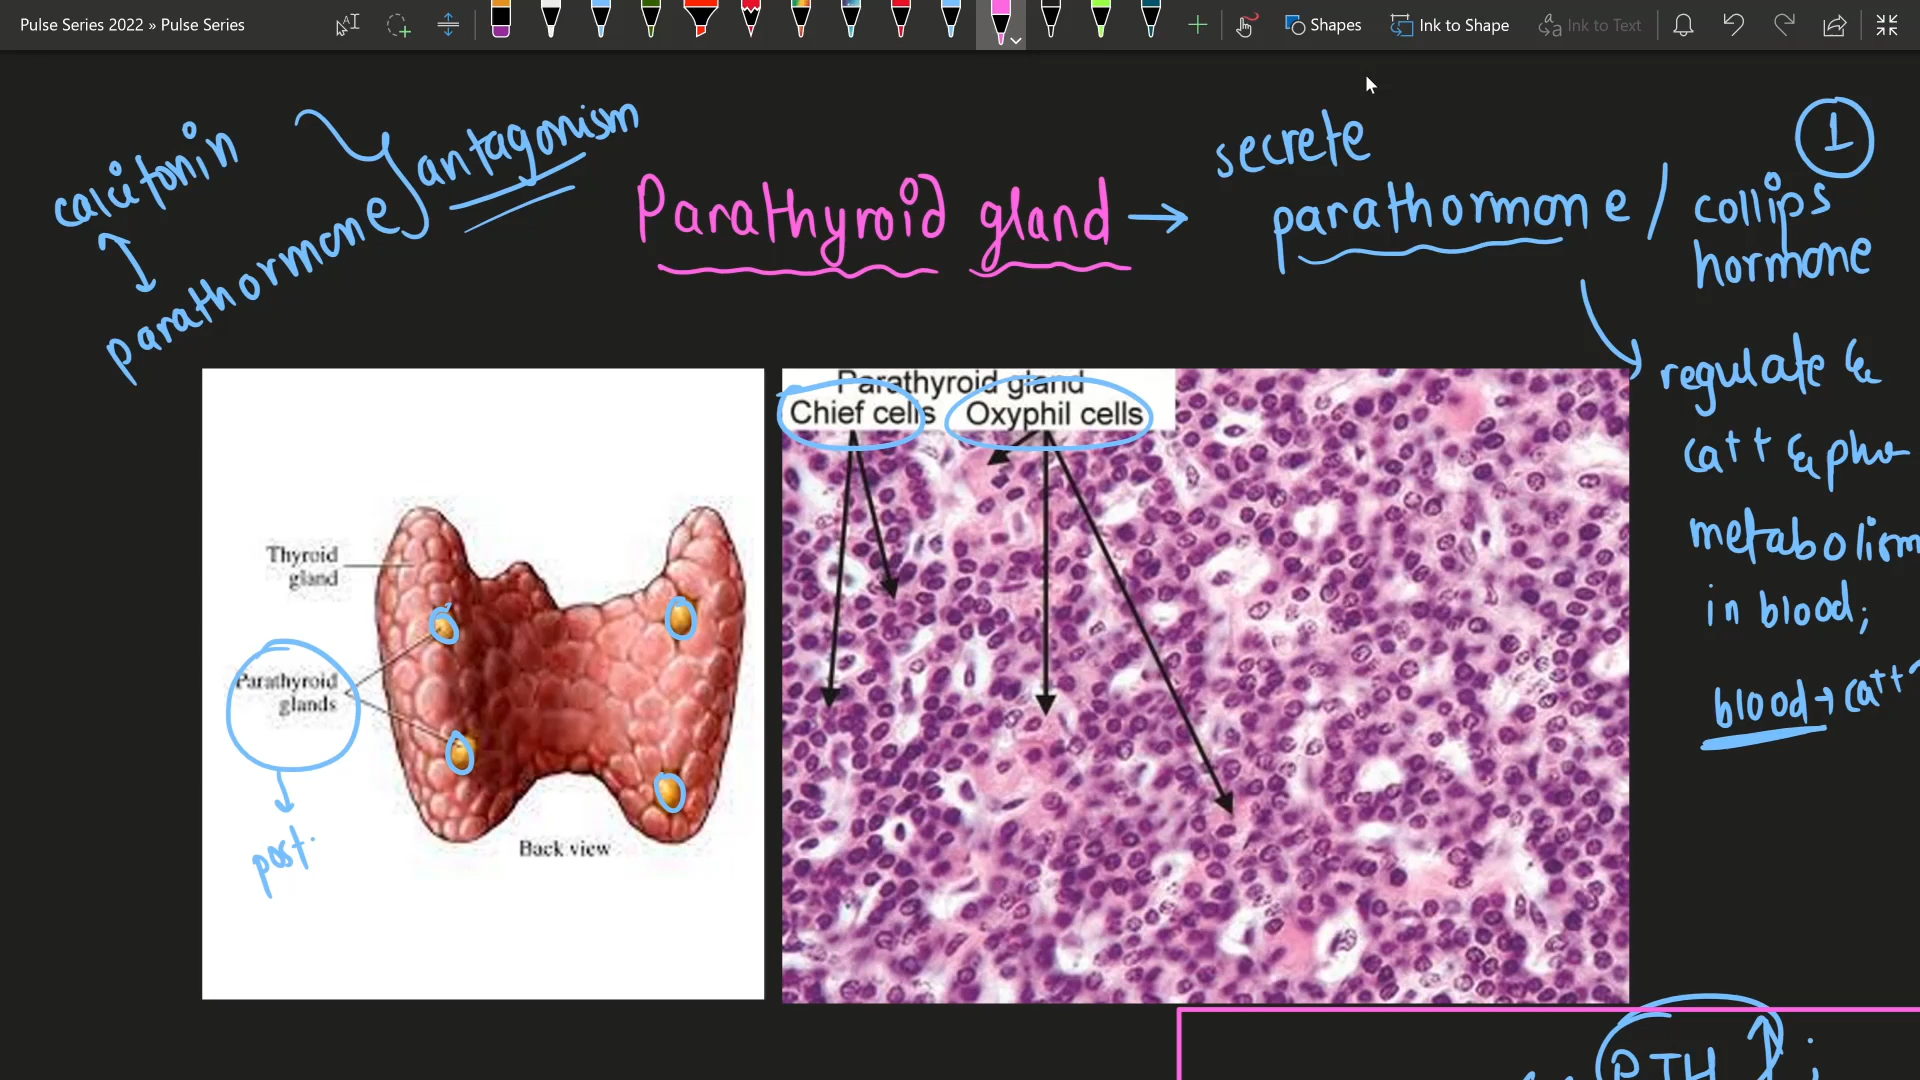 Pulse Series 2022 » Pulse Series
Shapes
Ink to Shape
Ink to Text
calcitonin
parathormone
antagonism
Parathyroid gland →
secrete
parathormone /
collips
hormone
1
regulate &
ca++ & pho
metabolism
in blood;
blood → ca++
Thyroid
gland
Parathyroid
glands
post.
Back view
Parathyroid gland
Chief cells
Oxyphil cells
PTH ↑ ;